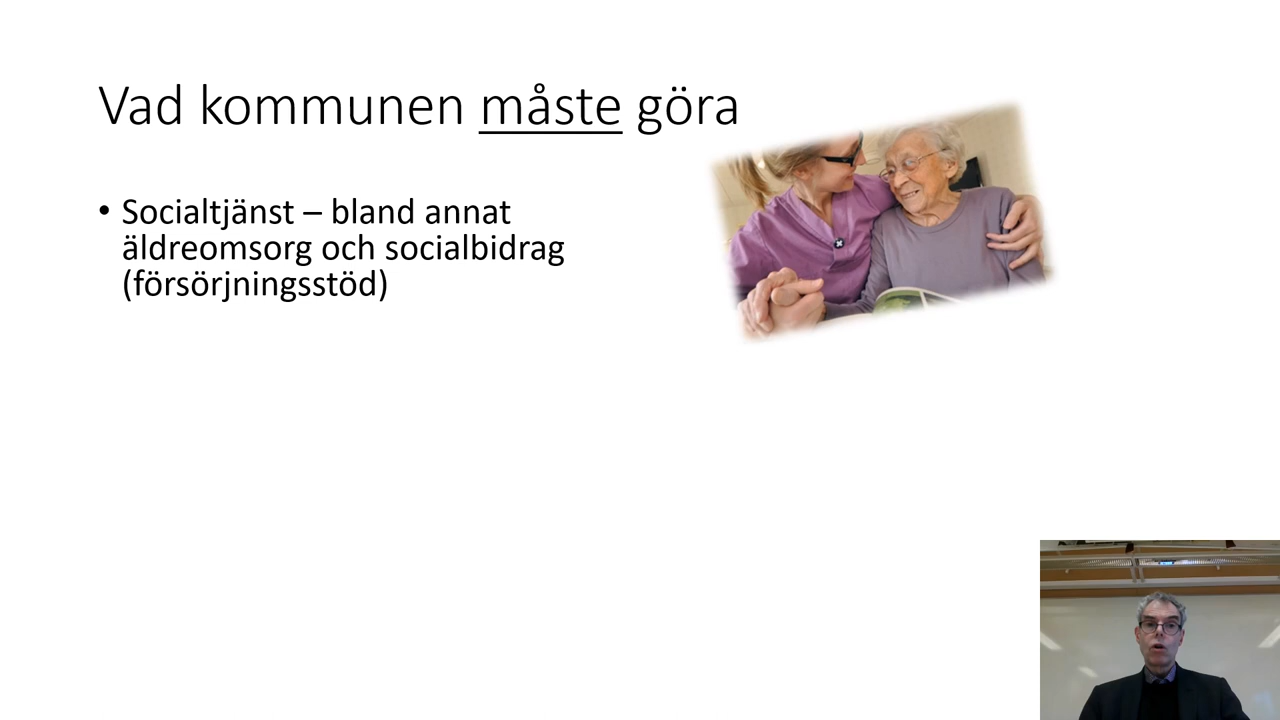 Vad kommunen måste göra
• Socialtjänst – bland annat
äldreomsorg och socialbidrag
(försörjningsstöd)